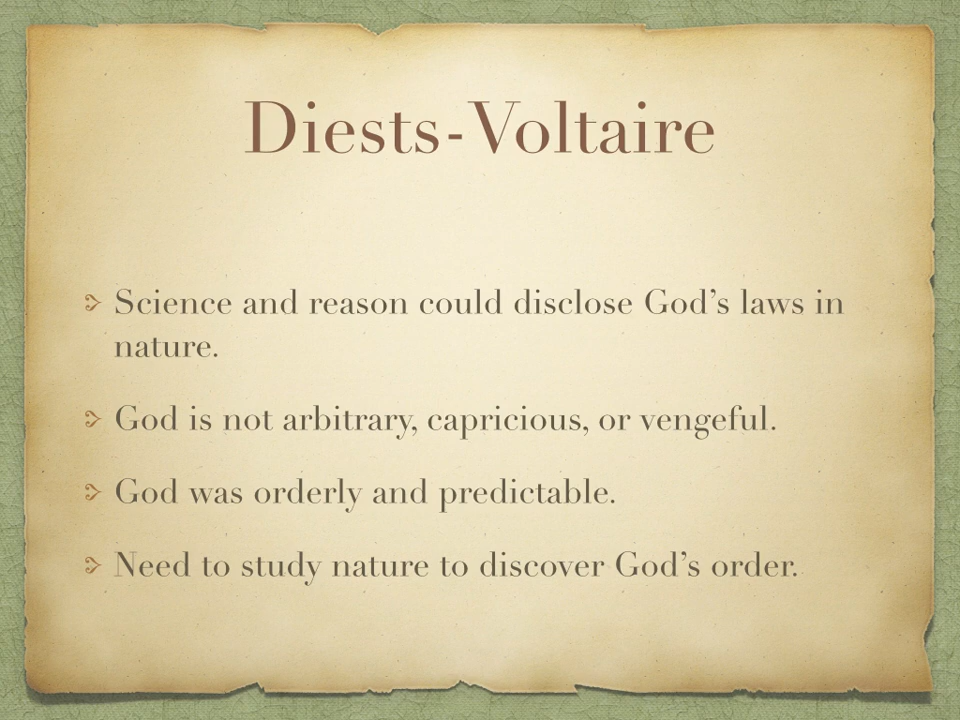 Diests-Voltaire
Science and reason could disclose God’s laws in
nature.
God is not arbitrary, capricious, or vengeful.
God was orderly and predictable.
Need to study nature to discover God’s order.